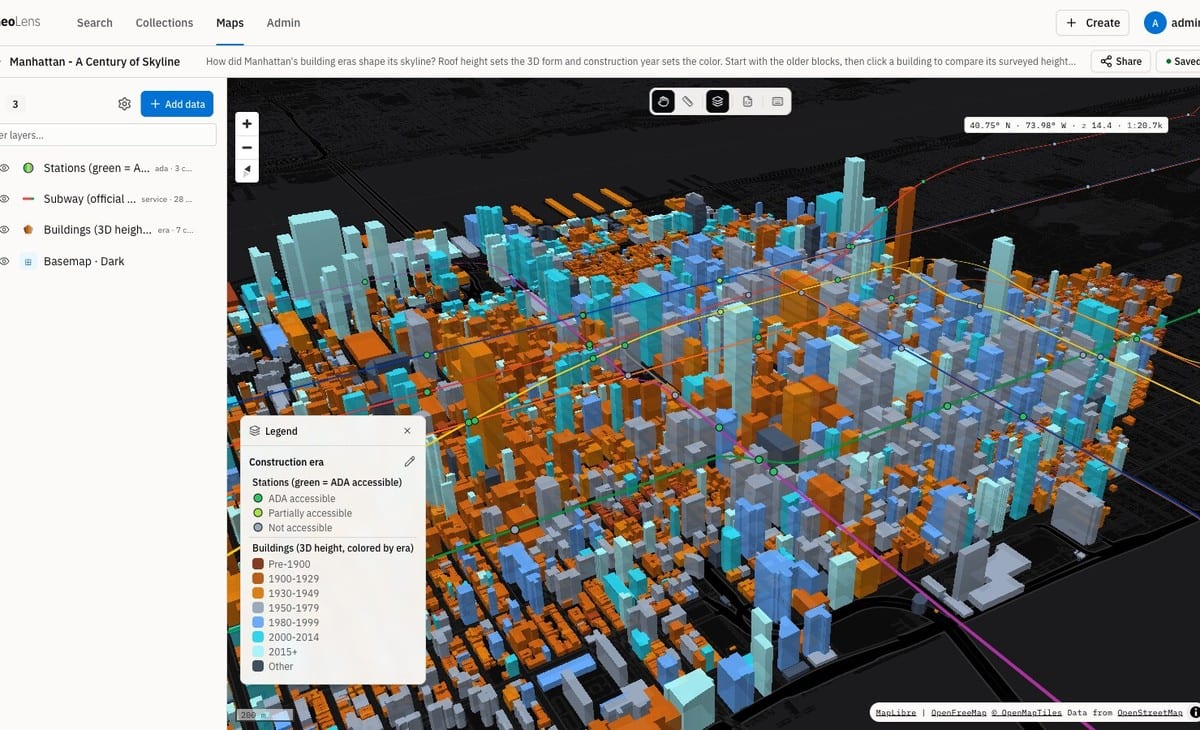 eoLens
Search
Collections
Maps
Admin
+ Create
A
admin
Manhattan - A Century of Skyline
How did Manhattan's building eras shape its skyline? Roof height sets the 3D form and construction year sets the color. Start with the older blocks, then click a building to compare its surveyed height...
Share
Saved
3
+ Add data
er layers...
Stations (green = A... ada · 3 c...
Subway (official ... service · 28 ...
Buildings (3D heigh... era · 7 c...
Basemap · Dark
40.75° N · 73.98° W · z 14.4 · 1:20.7k
Legend
Construction era
Stations (green = ADA accessible)
ADA accessible
Partially accessible
Not accessible
Buildings (3D height, colored by era)
Pre-1900
1900-1929
1930-1949
1950-1979
1980-1999
2000-2014
2015+
Other
200 m
MapLibre | OpenFreeMap © OpenMapTiles Data from OpenStreetMap